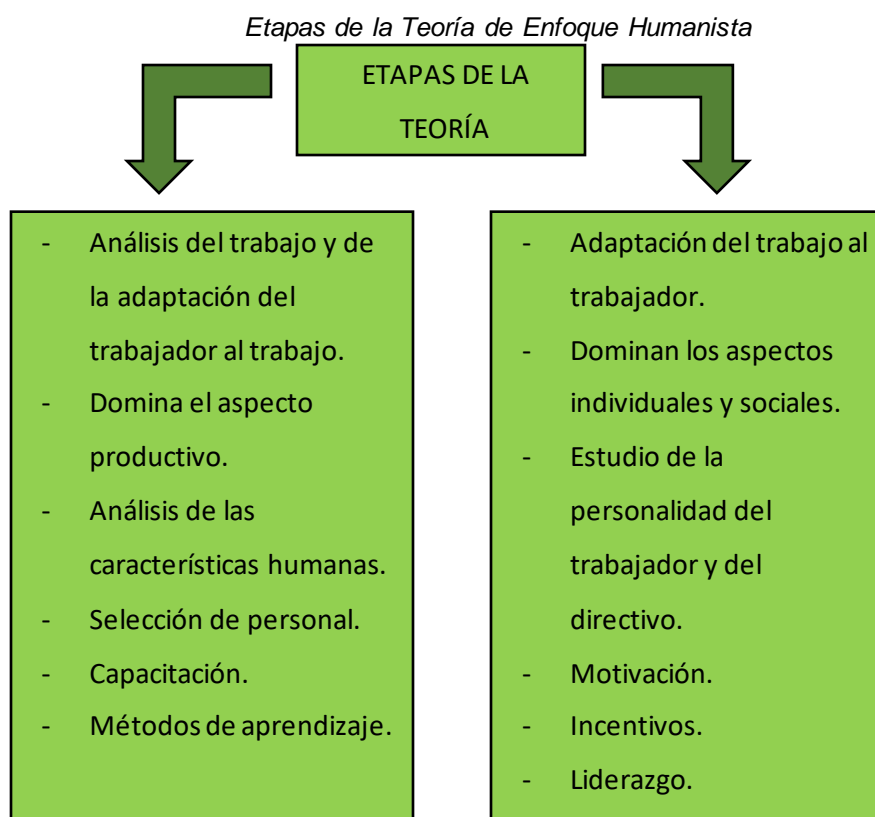 Etapas de la Teoría de Enfoque Humanista
ETAPAS DE LA
TEORÍA
- Análisis del trabajo y de
la adaptación del
trabajador al trabajo.
- Domina el aspecto
productivo.
- Análisis de las
características humanas.
- Selección de personal.
- Capacitación.
- Métodos de aprendizaje.
- Adaptación del trabajo al
trabajador.
- Dominan los aspectos
individuales y sociales.
- Estudio de la
personalidad del
trabajador y del
directivo.
- Motivación.
- Incentivos.
- Liderazgo.